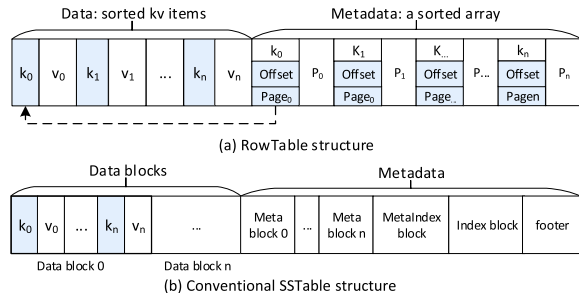 Data: sorted kv items Metadata: a sorted array
k0 v0 k1 v1 ... kn vn k0 P0 K1 P1 K... P... kn Pn
Offset Offset Offset Offset
Page0 Page0 Page... Pagen
(a) RowTable structure
Data blocks Metadata
k0 v0 ... kn vn ... Meta block 0 ... Meta block n MetaIndex block Index block footer
Data block 0 Data block n
(b) Conventional SSTable structure